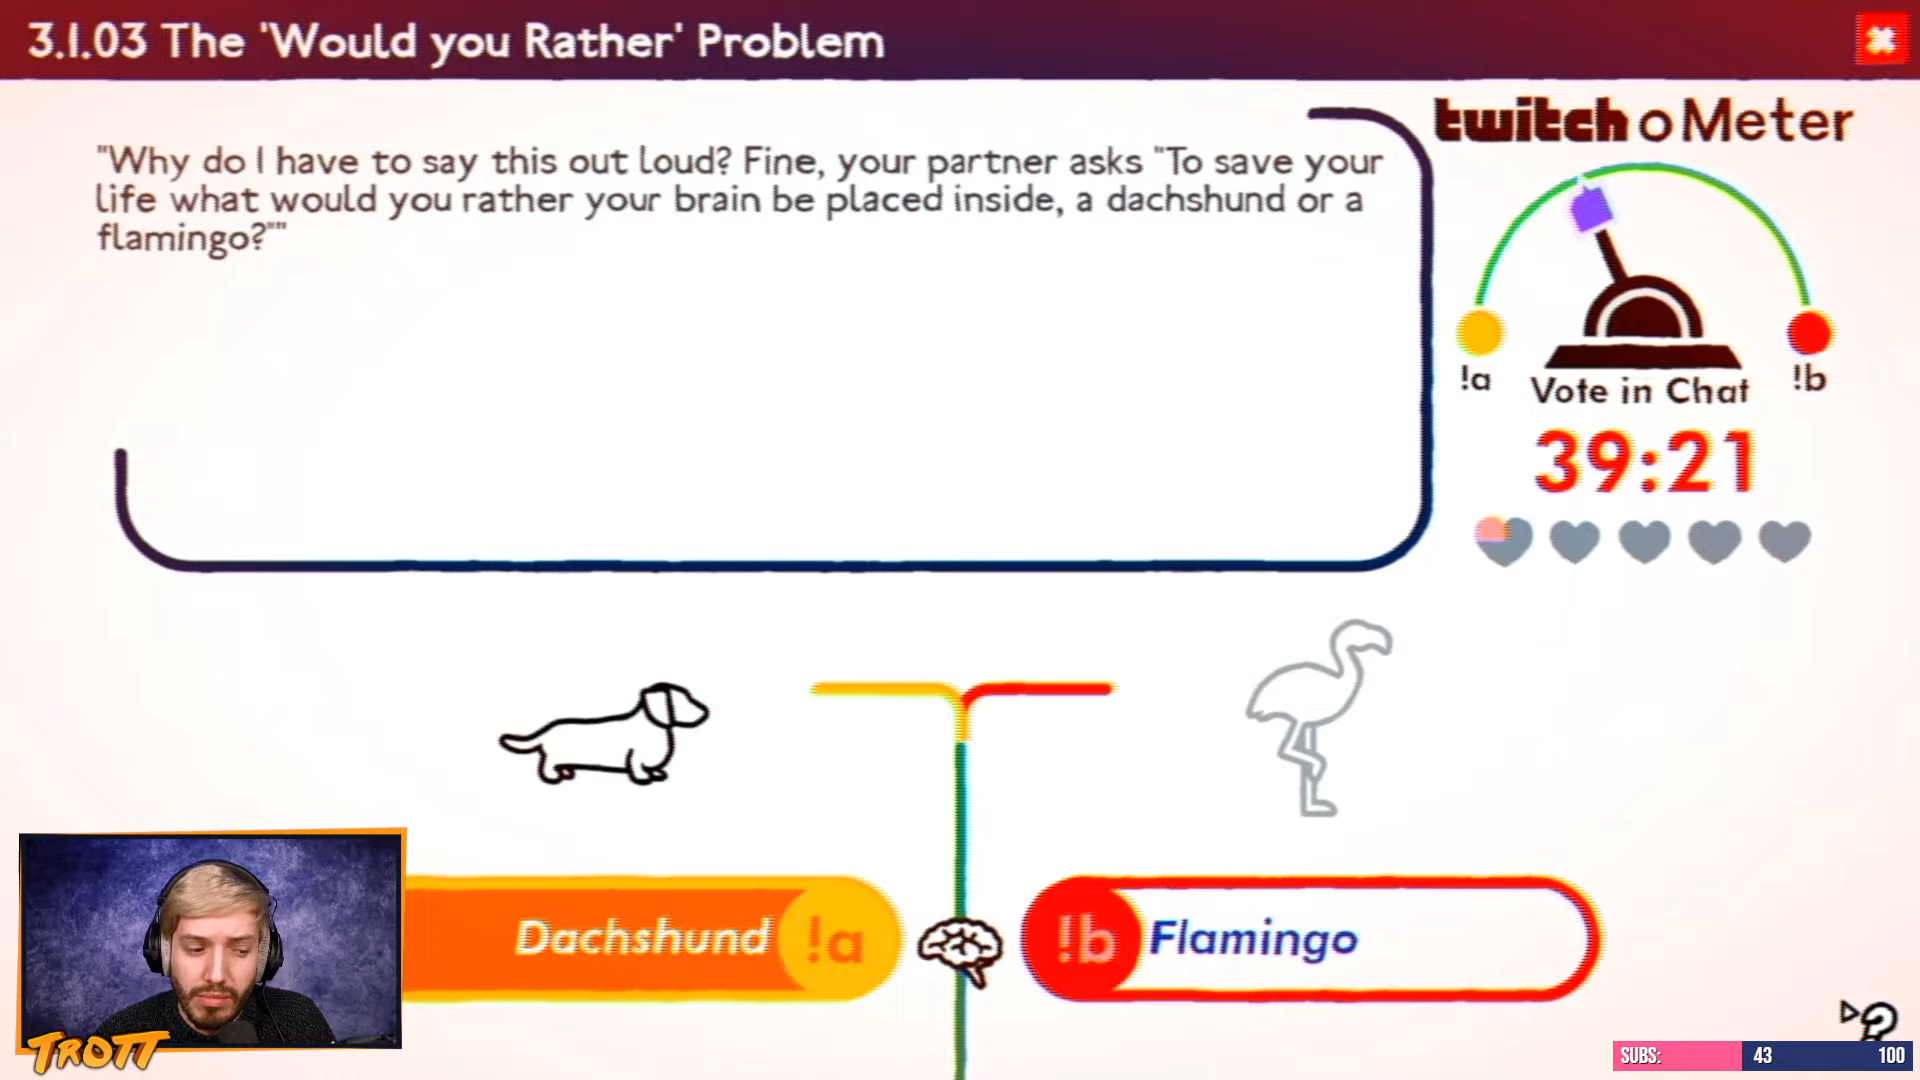 3.1.03 The 'Would you Rather' Problem
"Why do I have to say this out loud? Fine, your partner asks "To save your
life what would you rather your brain be placed inside, a dachshund or a
flamingo?""
twitch o Meter
!a
Vote in Chat
!b
39:21
Dachshund !a
!b Flamingo
TROTT
SUBS: 43 100